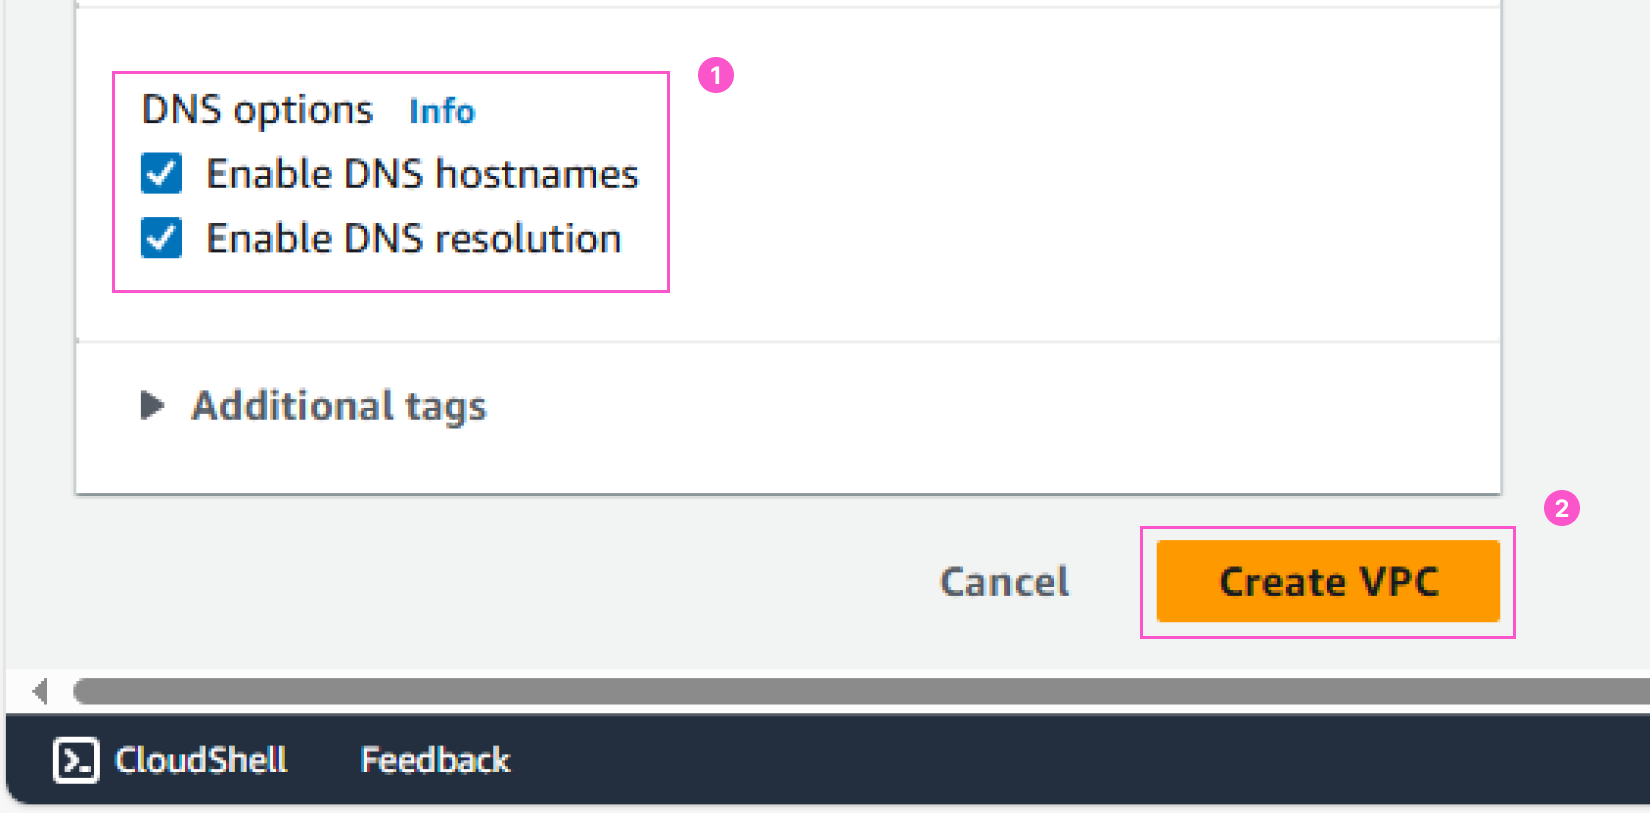 1
DNS options Info
Enable DNS hostnames
Enable DNS resolution
Additional tags
2
Cancel Create VPC
CloudShell Feedback